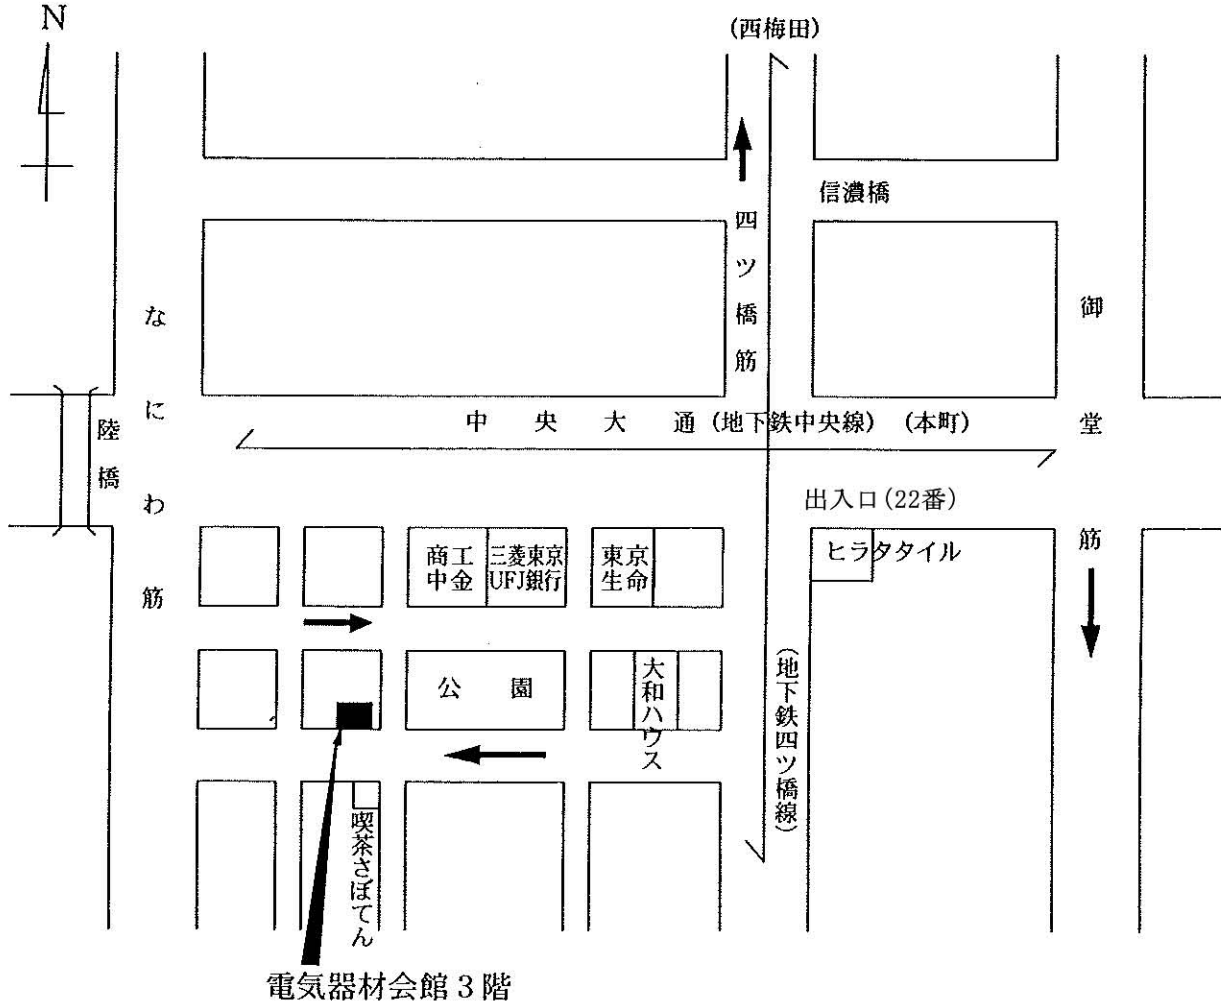 N
(西梅田)
信濃橋
四ツ橋筋
なにわ筋
御堂筋
陸橋
中央大通(地下鉄中央線)(本町)
出入口(22番)
商工
中金
三菱東京
UFJ銀行
東京
生命
ヒラタタイル
公園
大和ハウス
(地下鉄四ツ橋線)
喫茶さぼてん
電気器材会館3階